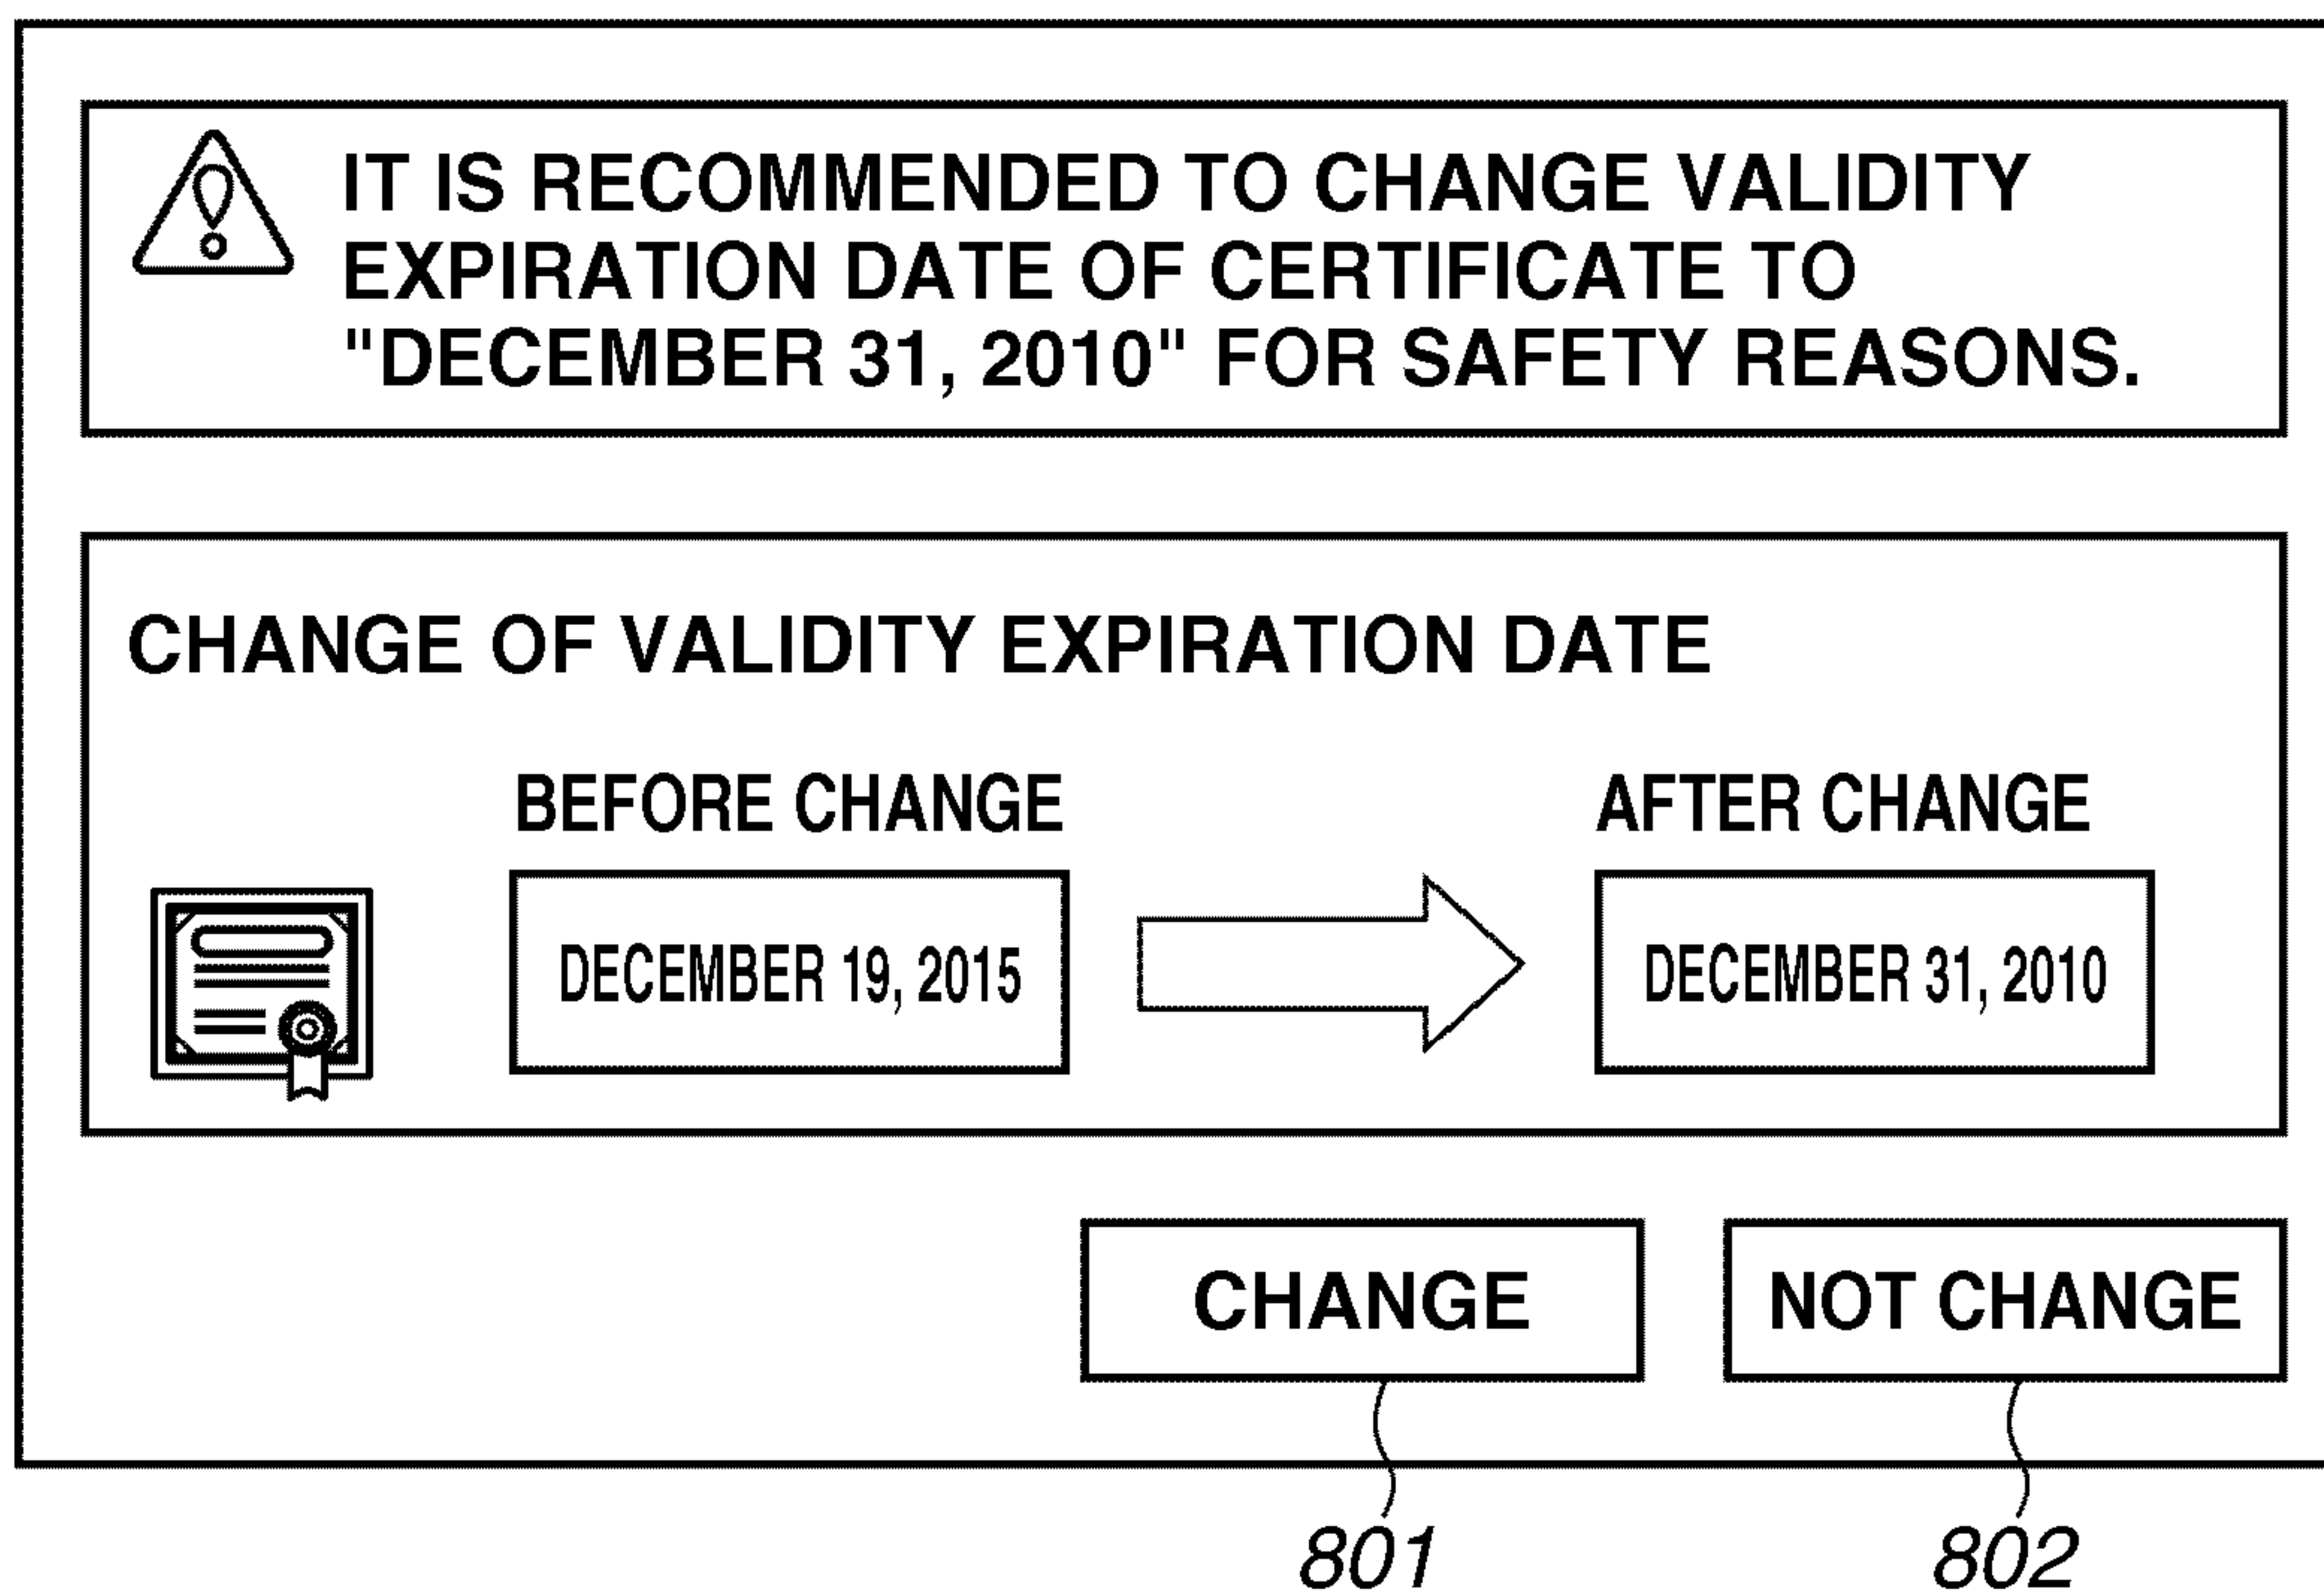 IT IS RECOMMENDED TO CHANGE VALIDITY
EXPIRATION DATE OF CERTIFICATE TO
"DECEMBER 31, 2010" FOR SAFETY REASONS.
CHANGE OF VALIDITY EXPIRATION DATE
BEFORE CHANGE
AFTER CHANGE
DECEMBER 19, 2015
DECEMBER 31, 2010
CHANGE
NOT CHANGE
801
802